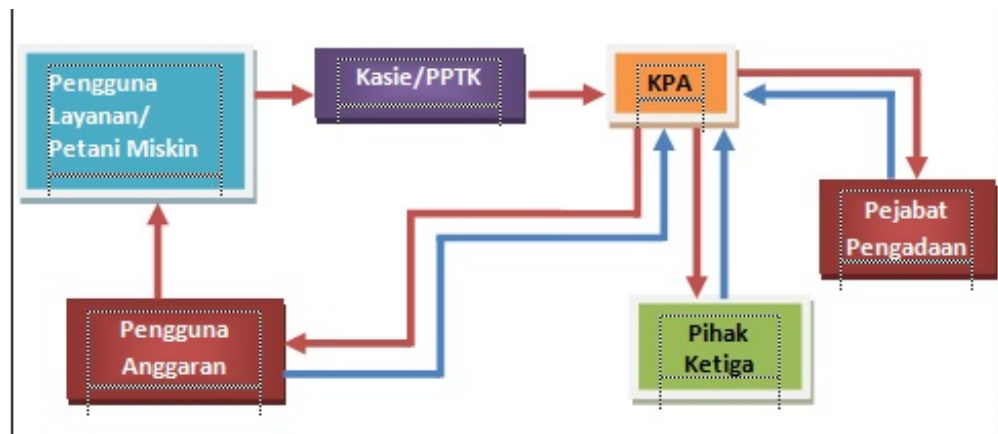 Pengguna
Layanan/
Petani Miskin
Kasie/PPTK
KPA
Pejabat
Pengadaan
Pengguna
Anggaran
Pihak
Ketiga